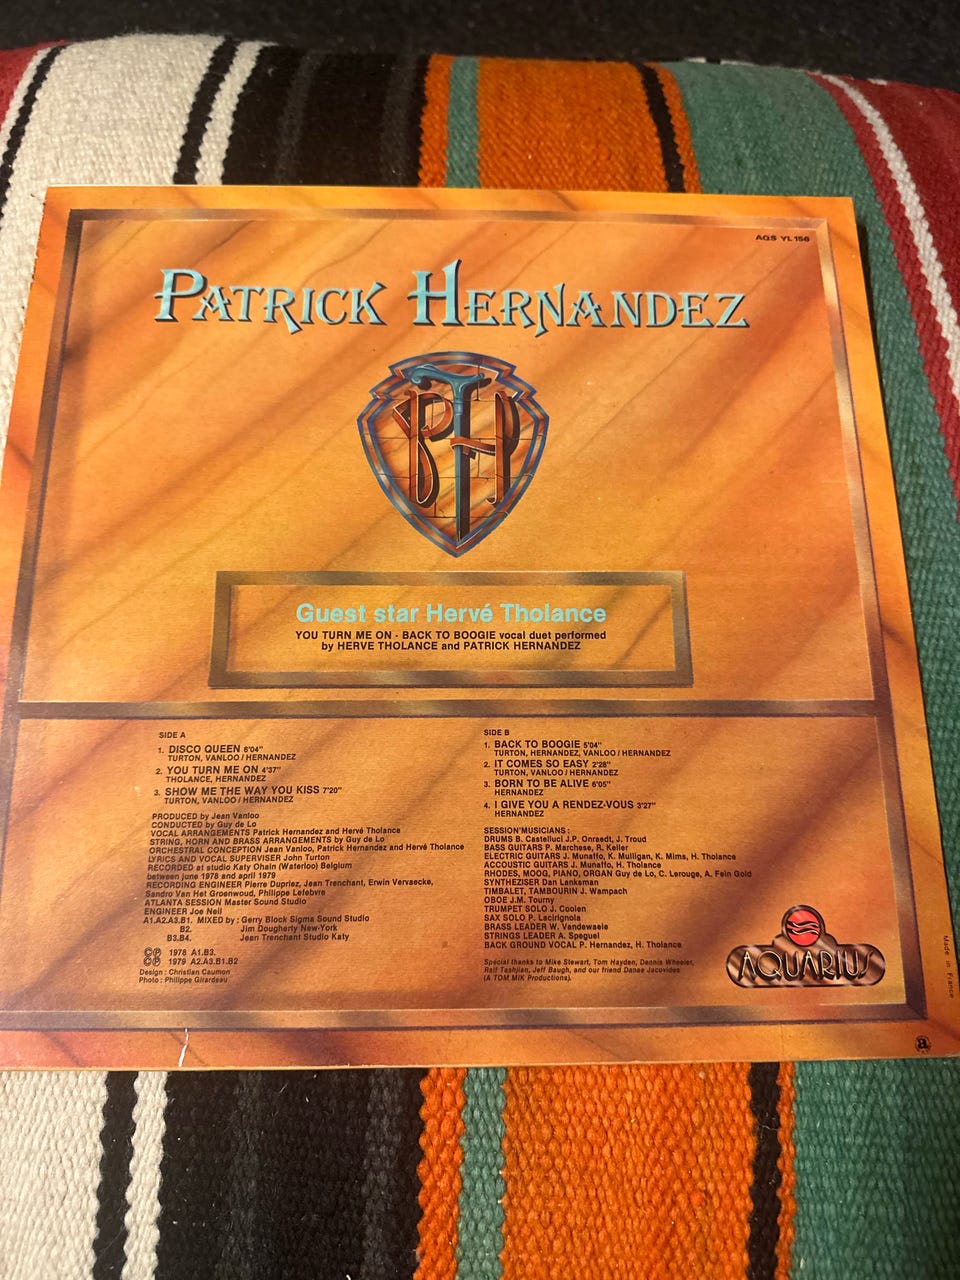 AGS YL 156
PATRICK HERNANDEZ
PH
Guest star Hervé Tholance
YOU TURN ME ON - BACK TO BOOGIE vocal duet performed
by HERVE THOLANCE and PATRICK HERNANDEZ
SIDE A
1. DISCO QUEEN 6'04"
TURTON, VANLOO / HERNANDEZ
2. YOU TURN ME ON 4'37"
THOLANCE, HERNANDEZ
3. SHOW ME THE WAY YOU KISS 7'20"
TURTON, VANLOO / HERNANDEZ
PRODUCED by Jean Vanloo
CONDUCTED by Guy de Lo
VOCAL ARRANGEMENTS Patrick Hernandez and Hervé Tholance
STRING, HORN AND BRASS ARRANGEMENTS by Guy de Lo
ORCHESTRAL CONCEPTION Jean Vanloo, Patrick Hernandez and Hervé Tholance
LYRICS AND VOCAL SUPERVISER John Turton
RECORDED at studio Katy Ohain (Waterloo) Belgium
between june 1978 and april 1979
RECORDING ENGINEER Pierre Dupriez, Jean Trenchant, Erwin Vervaecke,
Sandro Van Het Groenwoud, Philippe Lefebvre
ATLANTA SESSION Master Sound Studio
ENGINEER Joe Neil
A1.A2.A3.B1. MIXED by : Gerry Block Sigma Sound Studio
B2. Jim Dougherty New-York
B3.B4. Jean Trenchant Studio Katy
©℗ 1978 A1.B3.
©℗ 1979 A2.A3.B1.B2
Design : Christian Caumon
Photo : Philippe Girardeau
SIDE B
1. BACK TO BOOGIE 5'04"
TURTON, HERNANDEZ, VANLOO / HERNANDEZ
2. IT COMES SO EASY 2'28"
TURTON, VANLOO / HERNANDEZ
3. BORN TO BE ALIVE 6'05"
HERNANDEZ
4. I GIVE YOU A RENDEZ-VOUS 3'27"
HERNANDEZ
SESSION'MUSICIANS :
DRUMS B. Castellucci J.P. Onraedt, J. Troud
BASS GUITARS P. Marchese, R. Keller
ELECTRIC GUITARS J. Munaffo, K. Mulligan, K. Mims, H. Tholance
ACCOUSTIC GUITARS J. Munaffo, H. Tholance
RHODES, MOOG, PIANO, ORGAN Guy de Lo, C. Lerouge, A. Fein Gold
SYNTHETISER Dan Lanksman
TIMBALET, TAMBOURIN J. Wampach
OBOE J.M. Tourny
TRUMPET SOLO J. Coolen
SAX SOLO P. Lacirignola
BRASS LEADER W. Vandewaele
STRINGS LEADER A. Speguel
BACK GROUND VOCAL P. Hernandez, H. Tholance
Special thanks to Mike Stewart, Tom Hayden, Dennis Wheeler,
Ralf Tashjian, Jeff Baugh, and our friend Danae Jacovides
(A TOM MIK Productions).
AQUARIUS
Made in France
a